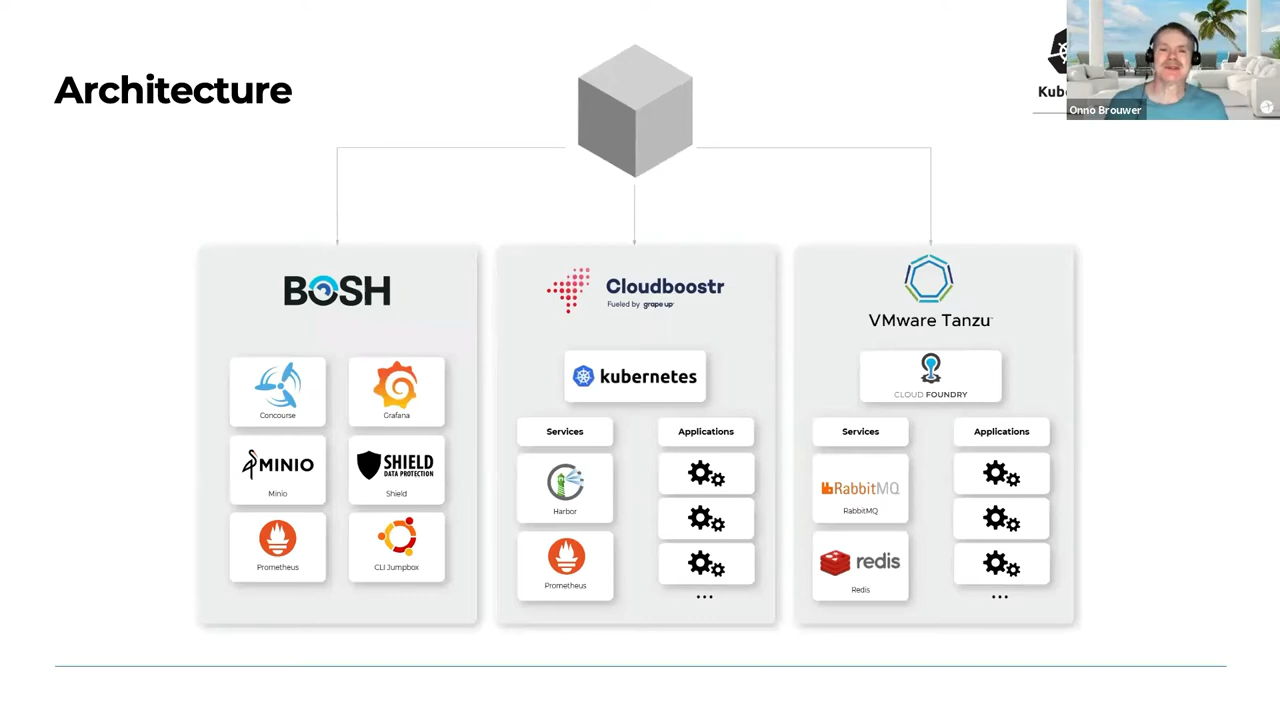 Architecture
Kube
Onno Brouwer
BOSH
Concourse
Grafana
MINIO
Minio
SHIELD
DATA PROTECTION
Shield
Prometheus
CLI Jumpbox
Cloudboostr
Fueled by grape up
kubernetes
Services
Applications
Harbor
Prometheus
...
VMware Tanzu
CLOUD FOUNDRY
Services
Applications
RabbitMQ
RabbitMQ
redis
Redis
...